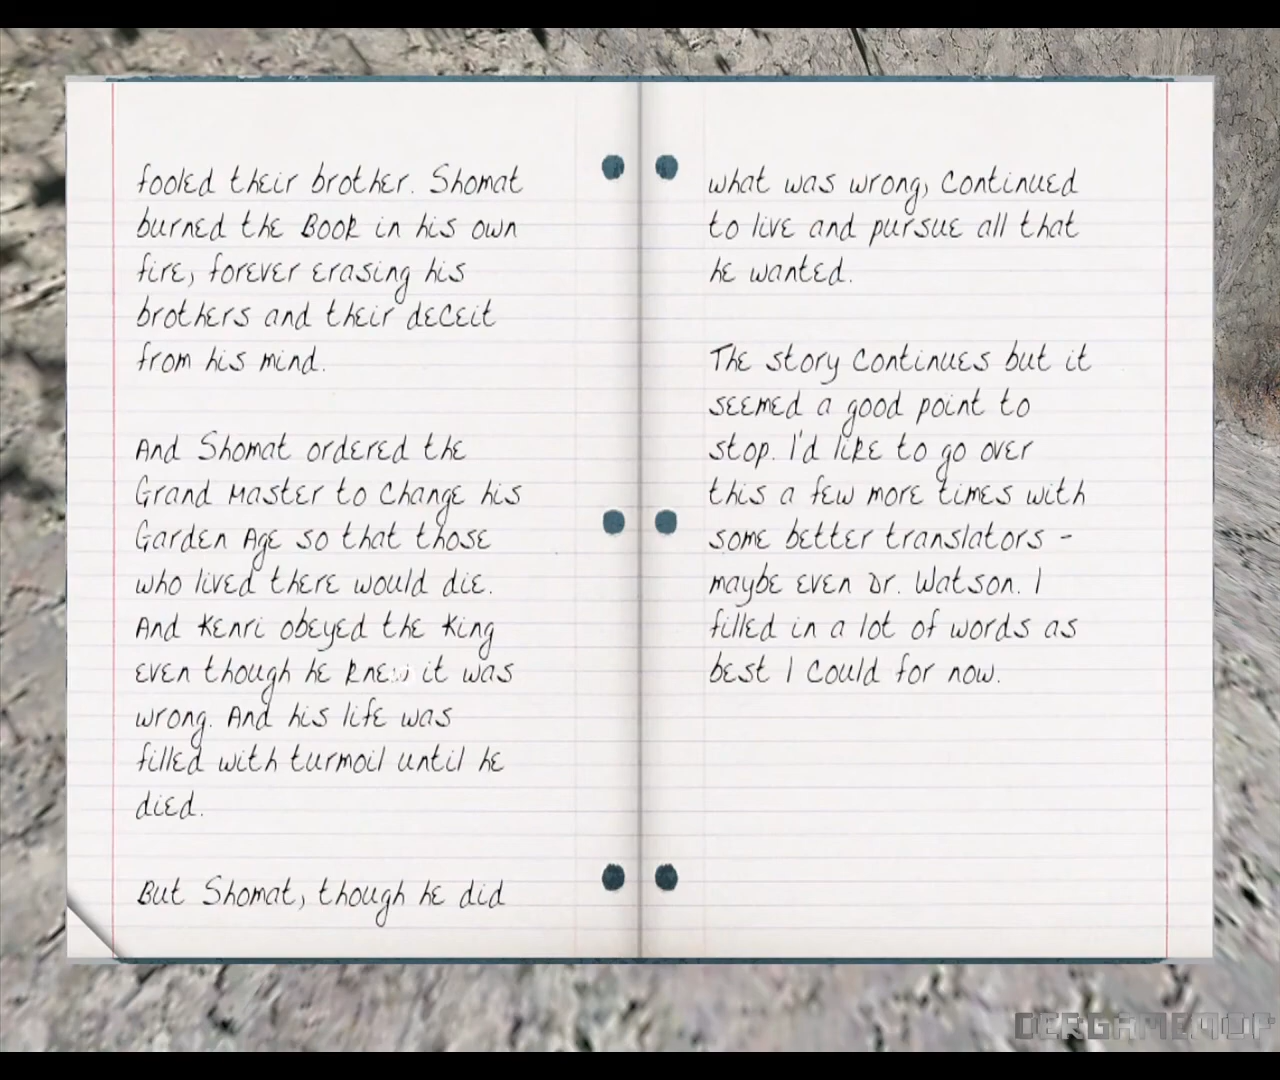 fooled their brother. Shomat
burned the Book in his own
fire, forever erasing his
brothers and their deceit
from his mind.
And Shomat ordered the
Grand Master to change his
Garden Age so that those
who lived there would die.
And Kenri obeyed the King
even though he knew it was
wrong. And his life was
filled with turmoil until he
died.
But Shomat, though he did
what was wrong, continued
to live and pursue all that
he wanted.
The story continues but it
seemed a good point to
stop. I'd like to go over
this a few more times with
some better translators -
maybe even Dr. Watson. I
filled in a lot of words as
best I could for now.
DERGAMEMOF